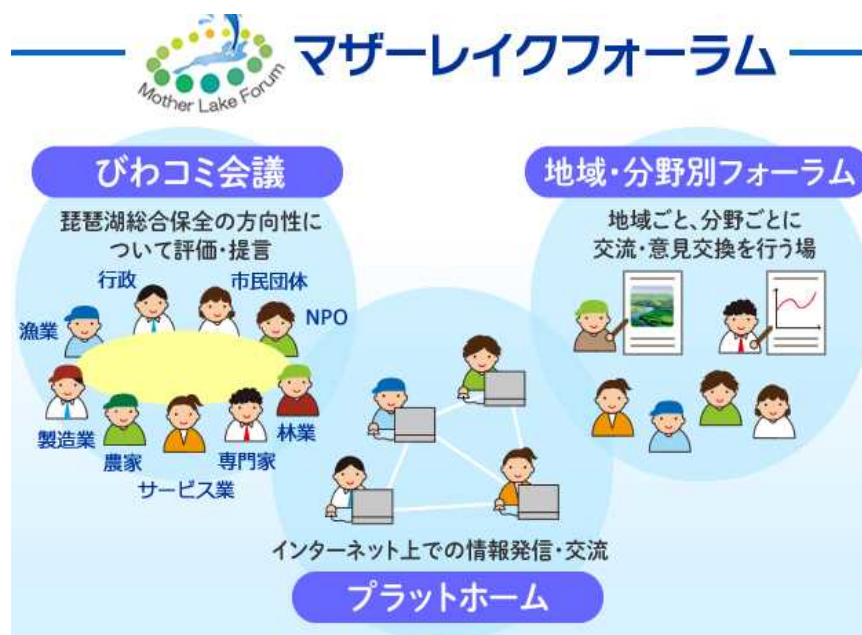 Mother Lake Forum
マザーレイクフォーラム
びわコミ会議
琵琶湖総合保全の方向性に
ついて評価・提言
行政
市民団体
漁業
NPO
製造業
農家
サービス業
専門家
林業
地域・分野別フォーラム
地域ごと、分野ごとに
交流・意見交換を行う場
インターネット上での情報発信・交流
プラットホーム